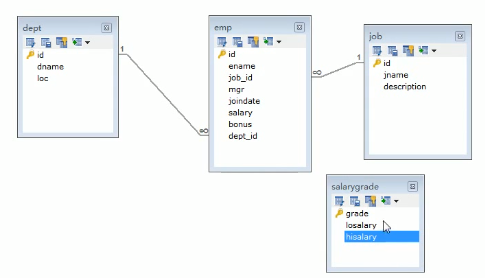 dept
id
dname
loc
1
emp
id
ename
job_id
mgr
joindate
salary
bonus
dept_id
∞
∞
1
job
id
jname
description
salarygrade
grade
losalary
hisalary